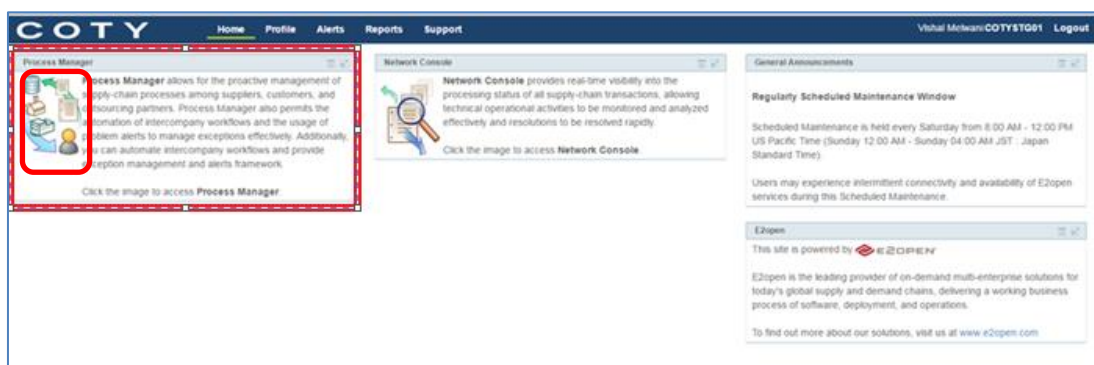 COTY
Home Profile Alerts Reports Support
Vishal Melwani COTYSTG01 Logout
Process Manager
Process Manager allows for the proactive management of
supply-chain processes among suppliers, customers, and
outsourcing partners. Process Manager also permits the
automation of intercompany workflows and the usage of
problem alerts to manage exceptions effectively. Additionally,
you can automate intercompany workflows and provide
exception management and alerts framework.
Click the image to access Process Manager.
Network Console
Network Console provides real-time visibility into the
processing status of all supply-chain transactions, allowing
technical operational activities to be monitored and analyzed
effectively and resolutions to be resolved rapidly.
Click the image to access Network Console.
General Announcements
Regularly Scheduled Maintenance Window
Scheduled Maintenance is held every Saturday from 8:00 AM - 12:00 PM
US Pacific Time (Sunday 12:00 AM - Sunday 04:00 AM JST : Japan
Standard Time).
Users may experience intermittent connectivity and availability of E2open
services during this Scheduled Maintenance.
E2open
This site is powered by E2OPEN
E2open is the leading provider of on-demand multi-enterprise solutions for
today's global supply and demand chains, delivering a working business
process of software, deployment, and operations.
To find out more about our solutions, visit us at www.e2open.com